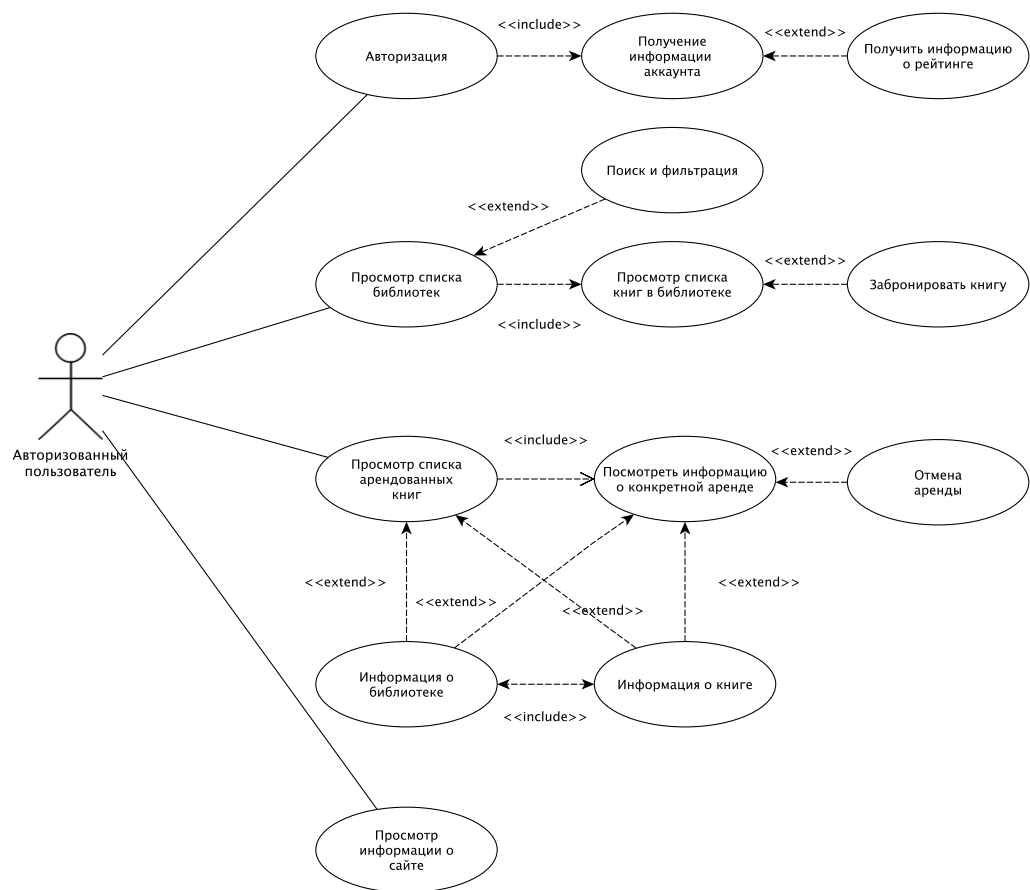 <<include>>
<<extend>>
Авторизация
Получение
информации
аккаунта
Получить информацию
о рейтинге
Поиск и фильтрация
<<extend>>
Просмотр списка
библиотек
<<include>>
Просмотр списка
книг в библиотеке
<<extend>>
Забронировать книгу
Авторизованный
пользователь
Просмотр списка
арендованных
книг
<<include>>
Посмотреть информацию
о конкретной аренде
<<extend>>
Отмена
аренды
<<extend>>
<<extend>>
<<extend>>
<<extend>>
Информация о
библиотеке
<<include>>
Информация о книге
Просмотр
информации о
сайте